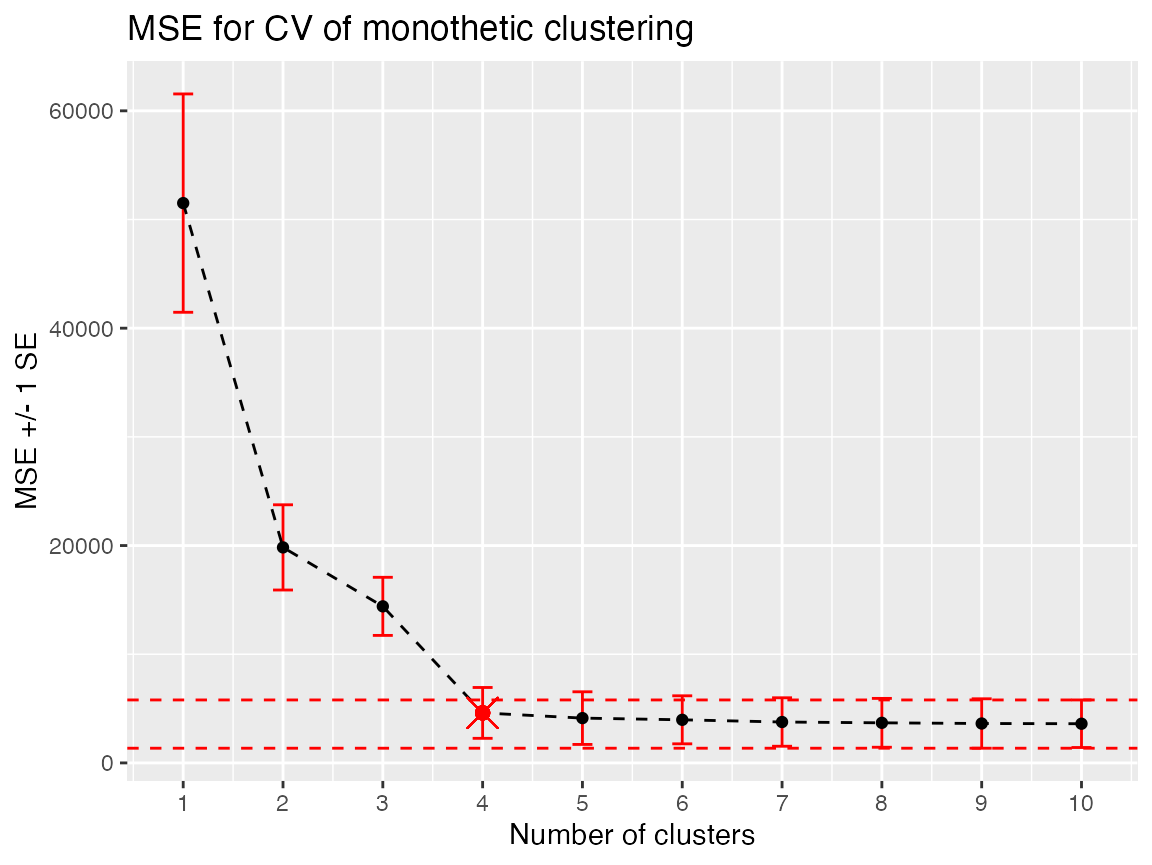 MSE for CV of monothetic clustering
MSE +/- 1 SE
60000
40000
20000
0
1 2 3 4 5 6 7 8 9 10
Number of clusters